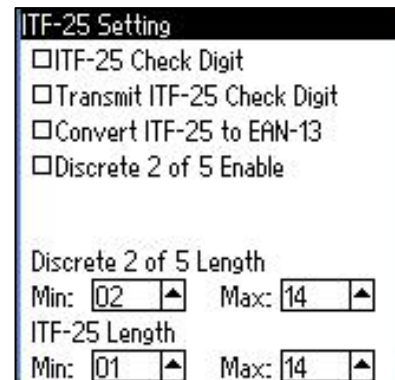 ITF-25 Setting
ITF-25 Check Digit
Transmit ITF-25 Check Digit
Convert ITF-25 to EAN-13
Discrete 2 of 5 Enable
Discrete 2 of 5 Length
Min: 02 Max: 14
ITF-25 Length
Min: 01 Max: 14